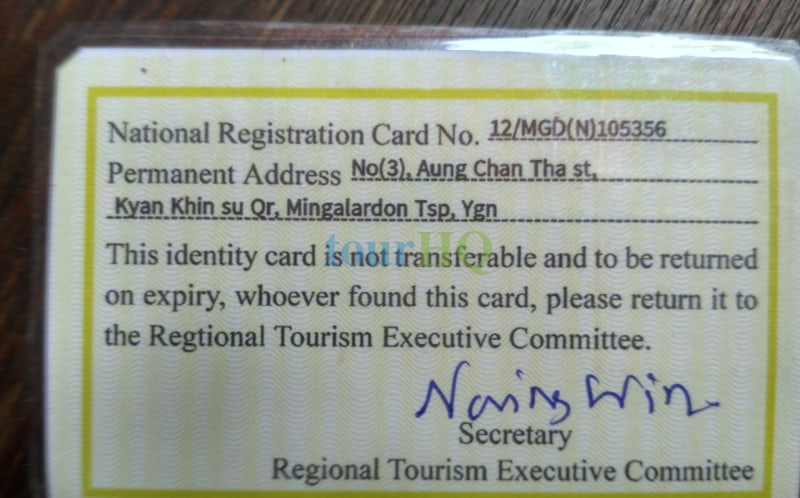 National Registration Card No. 12/MGD(N)105356
Permanent Address No(3), Aung Chan Tha st,
Kyan Khin su Qr, Mingalardon Tsp, Ygn
This identity card is not transferable and to be returned
tourHQ
on expiry, whoever found this card, please return it to
the Regtional Tourism Executive Committee.
Naing Win
Secretary
Regional Tourism Executive Committee